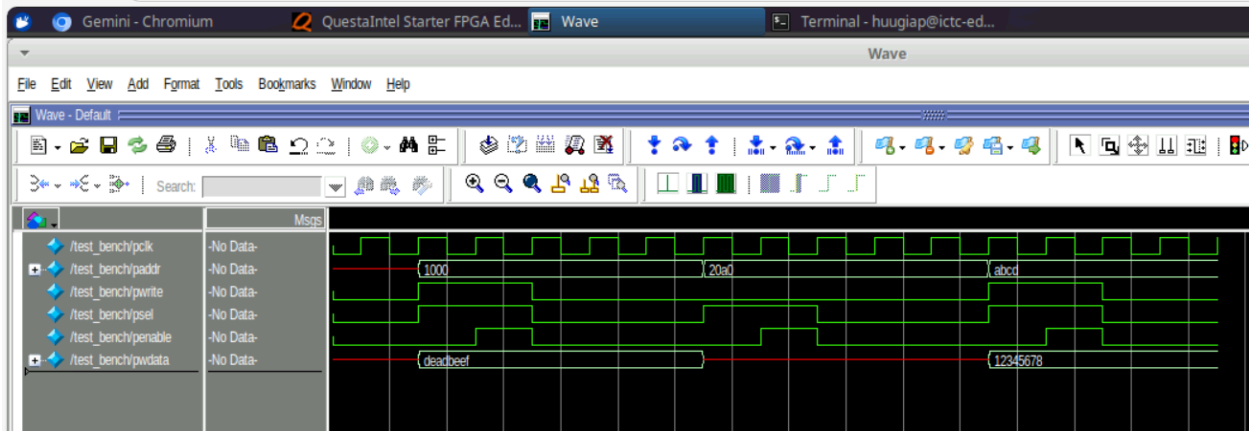 Gemini - Chromium QuestaIntel Starter FPGA Ed... Wave Terminal - huugiap@ictc-ed...
Wave
File Edit View Add Format Tools Bookmarks Window Help
Wave - Default
Search:
Msgs
/test_bench/pclk -No Data-
/test_bench/paddr -No Data- 1000 20a0 abcd
/test_bench/pwrite -No Data-
/test_bench/psel -No Data-
/test_bench/penable -No Data-
/test_bench/pwdata -No Data- deadbeef 12345678